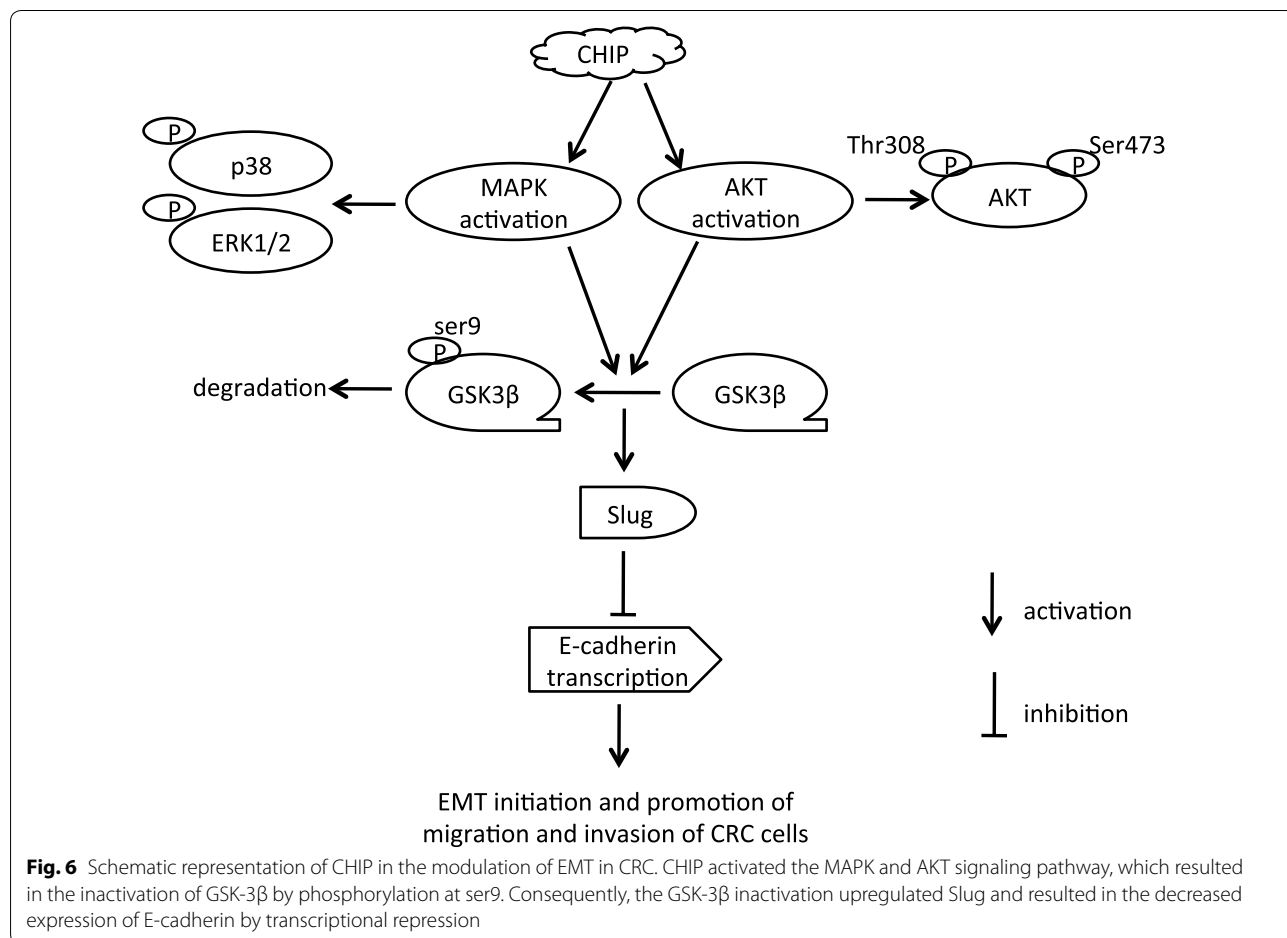 CHIP
P
p38
P
ERK1/2
MAPK
activation
AKT
activation
Thr308
P
P
Ser473
AKT
ser9
P
GSK3β
degradation
GSK3β
Slug
E-cadherin
transcription
activation
inhibition
EMT initiation and promotion of
migration and invasion of CRC cells
Fig. 6 Schematic representation of CHIP in the modulation of EMT in CRC. CHIP activated the MAPK and AKT signaling pathway, which resulted
in the inactivation of GSK-3β by phosphorylation at ser9. Consequently, the GSK-3β inactivation upregulated Slug and resulted in the decreased
expression of E-cadherin by transcriptional repression